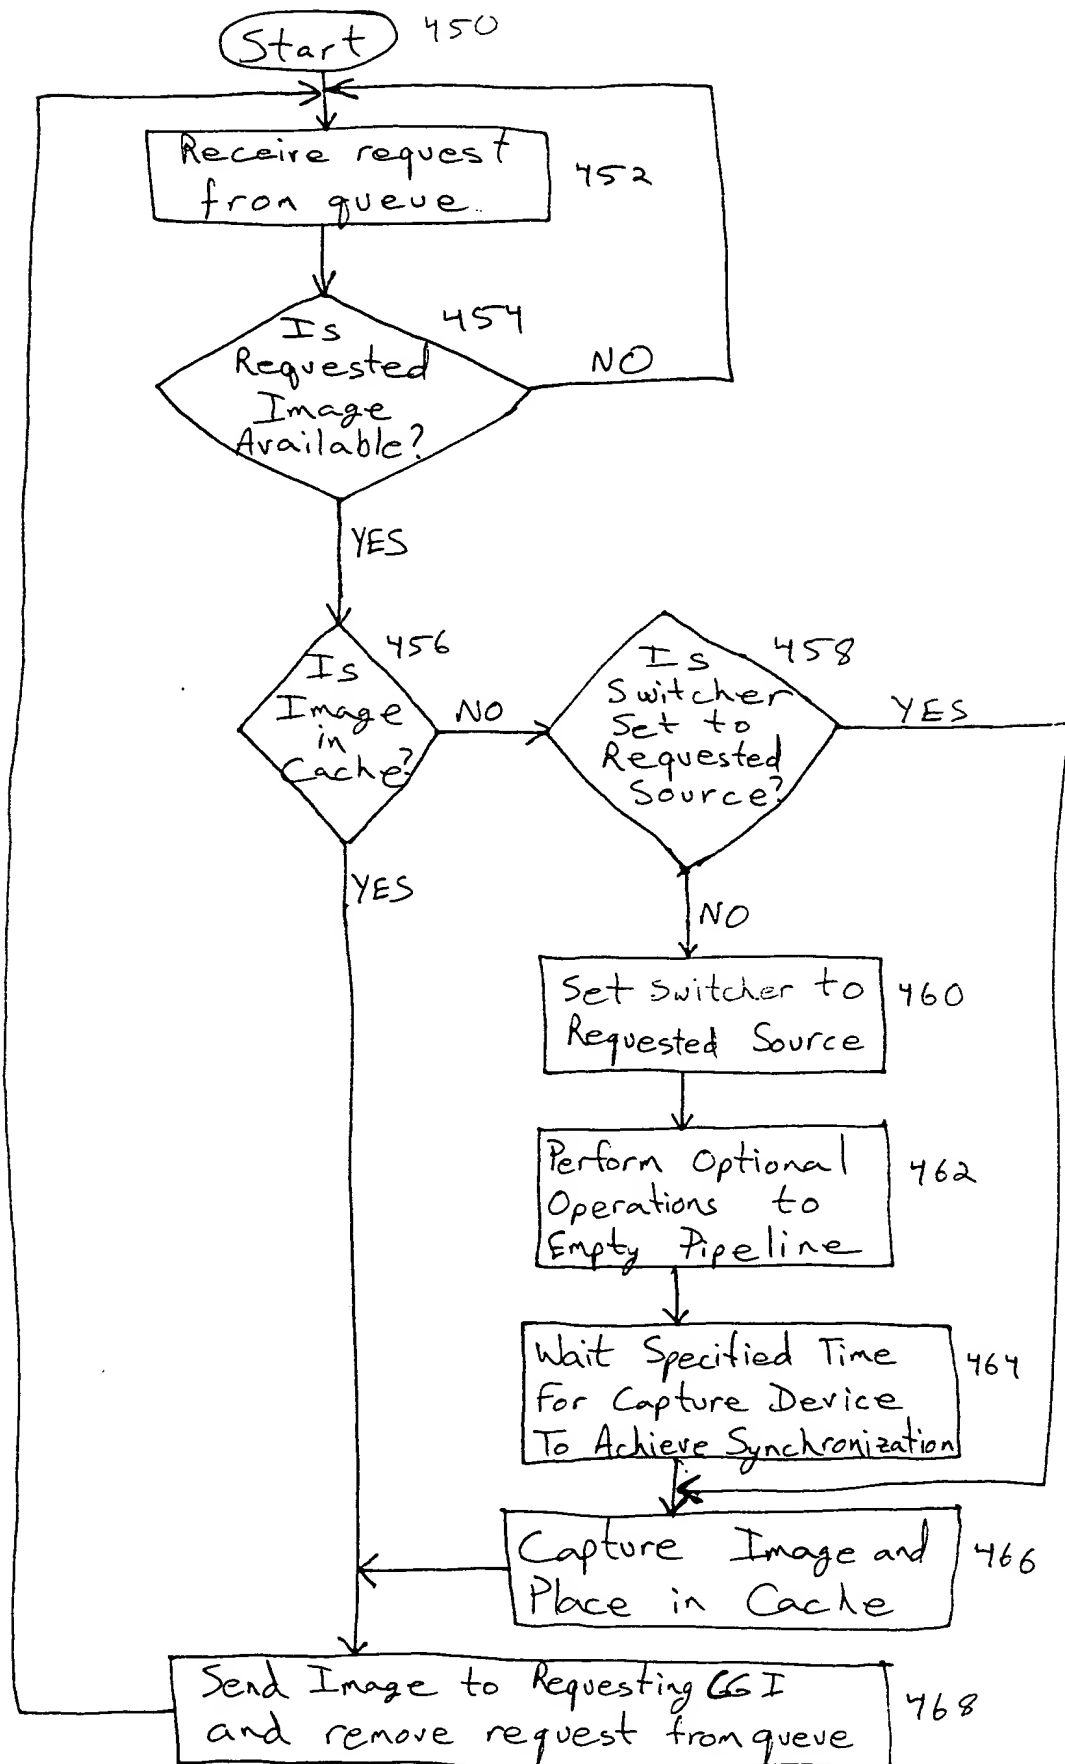 Start 450
Receive request
from queue.
452
454
Is
Requested
Image
Available?
NO
YES
456
Is
Image
in
Cache?
NO
458
Is
Switcher
Set to
Requested
Source?
YES
YES
NO
Set switcher to
Requested Source
460
Perform Optional
Operations to
Empty Pipeline
462
Wait Specified Time
For Capture Device
To Achieve Synchronization
464
Capture Image and
Place in Cache
466
Send Image to Requesting CGI
and remove request from queue
468